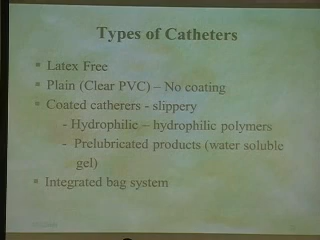 Types of Catheters
Latex Free
Plain (Clear PVC) – No coating
Coated catherers - slippery
- Hydrophilic – hydrophilic polymers
- Prelubricated products (water soluble
gel)
Integrated bag system